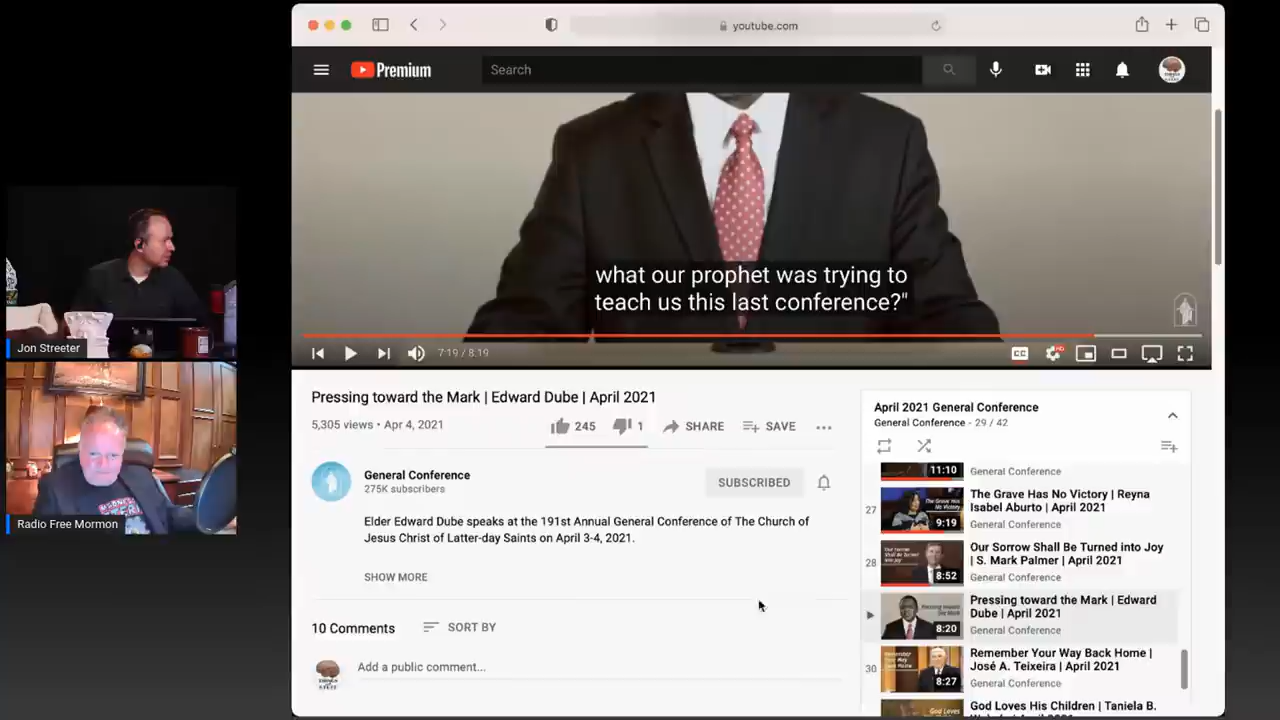 youtube.com
Premium
Search
what our prophet was trying to
teach us this last conference?"
CC
HD
7:19 / 8:19
Jon Streeter
Radio Free Mormon
Pressing toward the Mark | Edward Dube | April 2021
5,305 views • Apr 4, 2021
245
1
SHARE
SAVE
General Conference
275K subscribers
SUBSCRIBED
Elder Edward Dube speaks at the 191st Annual General Conference of The Church of
Jesus Christ of Latter-day Saints on April 3-4, 2021.
SHOW MORE
10 Comments
SORT BY
Add a public comment...
April 2021 General Conference
General Conference - 29 / 42
11:10
General Conference
27
9:19
The Grave Has No Victory | Reyna
Isabel Aburto | April 2021
General Conference
28
8:52
Our Sorrow Shall Be Turned into Joy
| S. Mark Palmer | April 2021
General Conference
8:20
Pressing toward the Mark | Edward
Dube | April 2021
General Conference
30
8:27
Remember Your Way Back Home |
José A. Teixeira | April 2021
General Conference
God Loves His Children | Taniela B.